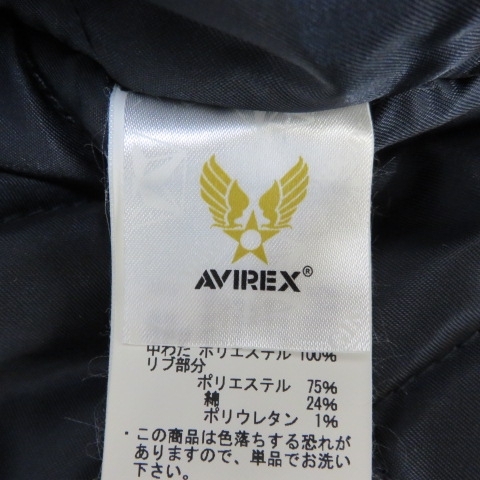 AVIREX®
中わた ポリエステル 100%
リブ部分
ポリエステル 75%
綿 24%
ポリウレタン 1%
・この商品は色落ちする恐れが
ありますので、単品でお洗い
下さい。